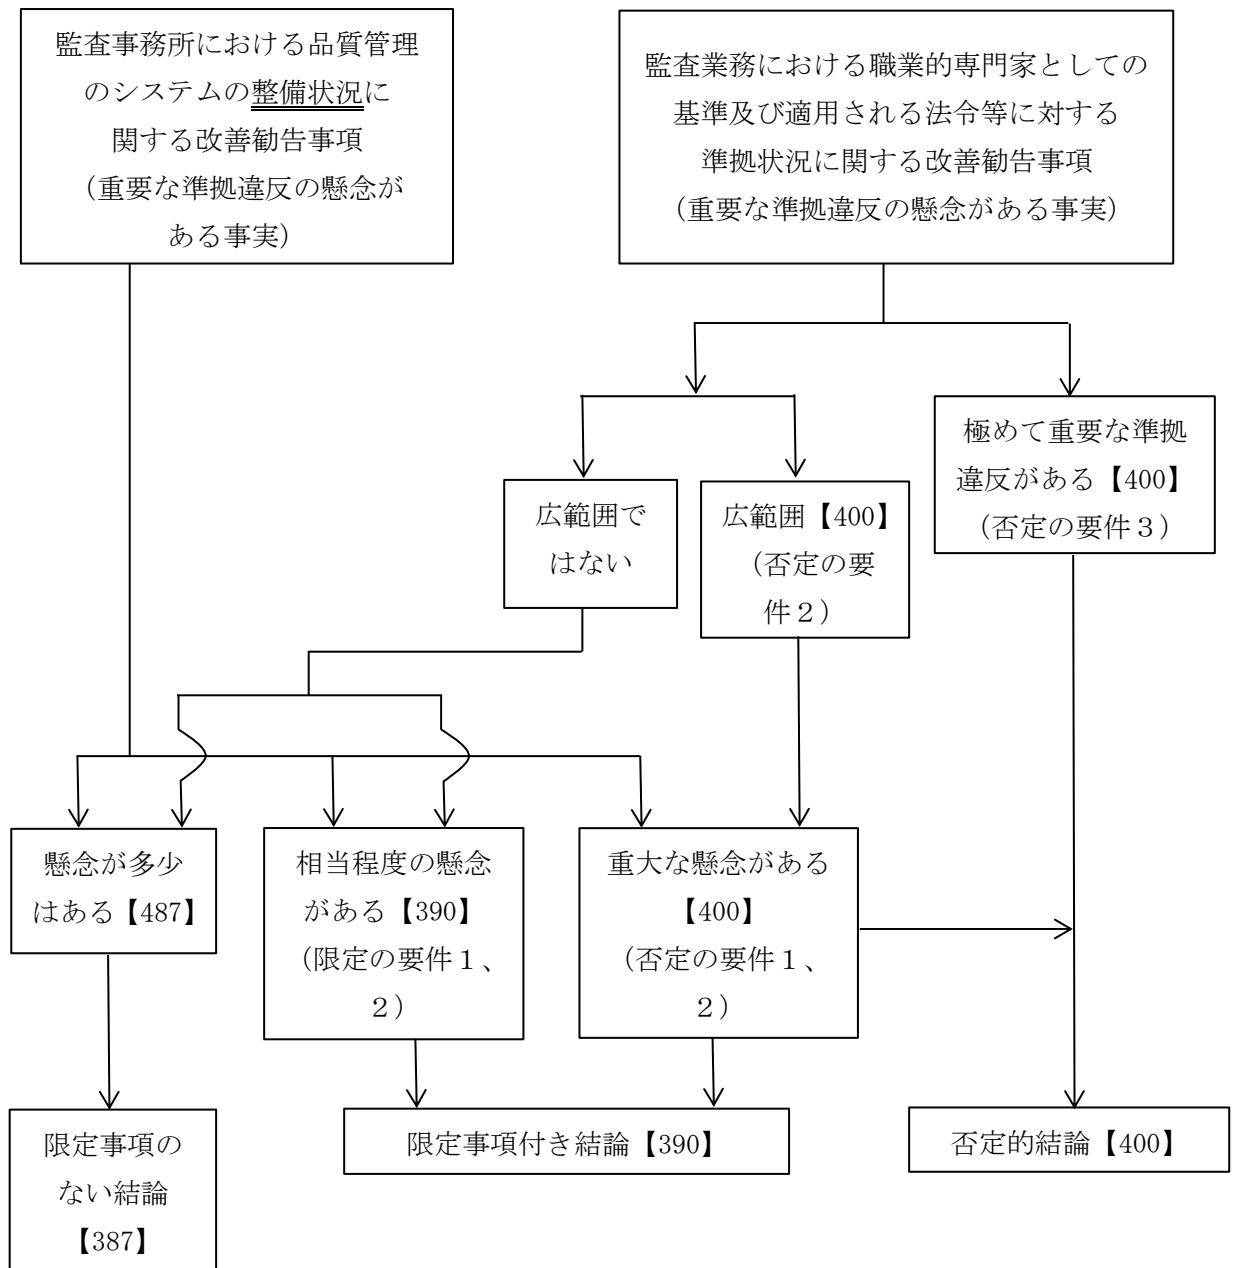 監査事務所における品質管理
のシステムの整備状況に
関する改善勧告事項
（重要な準拠違反の懸念が
ある事実）
監査業務における職業的専門家としての
基準及び適用される法令等に対する
準拠状況に関する改善勧告事項
（重要な準拠違反の懸念がある事実）
極めて重要な準拠
違反がある【400】
（否定の要件３）
広範囲で
はない
広範囲【400】
（否定の要
件２）
懸念が多少
はある【487】
相当程度の懸念
がある【390】
（限定の要件１、
２）
重大な懸念がある
【400】
（否定の要件１、
２）
限定事項の
ない結論
【387】
限定事項付き結論【390】
否定的結論【400】